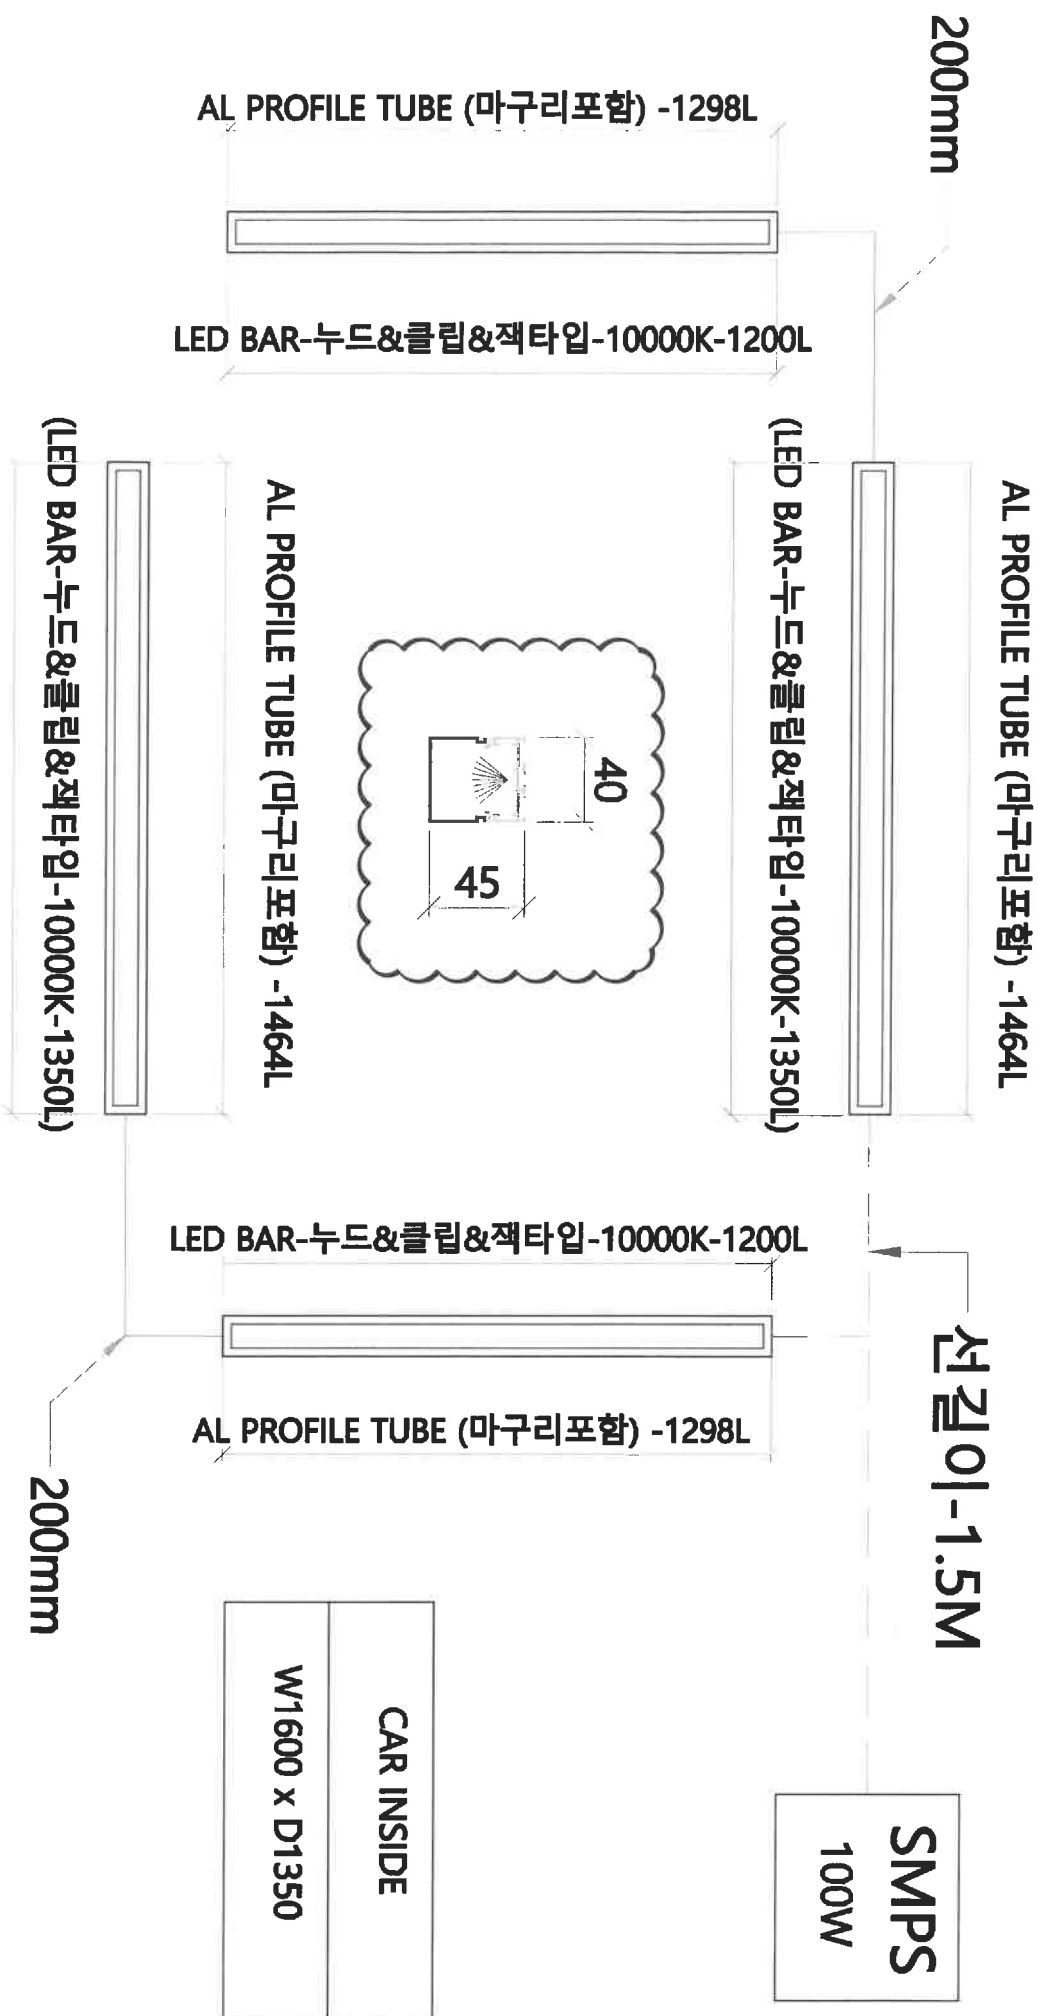 200mm
AL PROFILE TUBE (마구리포함) -1298L
LED BAR-누드&클립&잭타입-10000K-1200L
AL PROFILE TUBE (마구리포함) -1464L
(LED BAR-누드&클립&잭타입-10000K-1350L)
AL PROFILE TUBE (마구리포함) -1464L
(LED BAR-누드&클립&잭타입-10000K-1350L)
40
45
LED BAR-누드&클립&잭타입-10000K-1200L
AL PROFILE TUBE (마구리포함) -1298L
선길이-1.5M
200mm
SMPS
100W
CAR INSIDE
W1600 x D1350